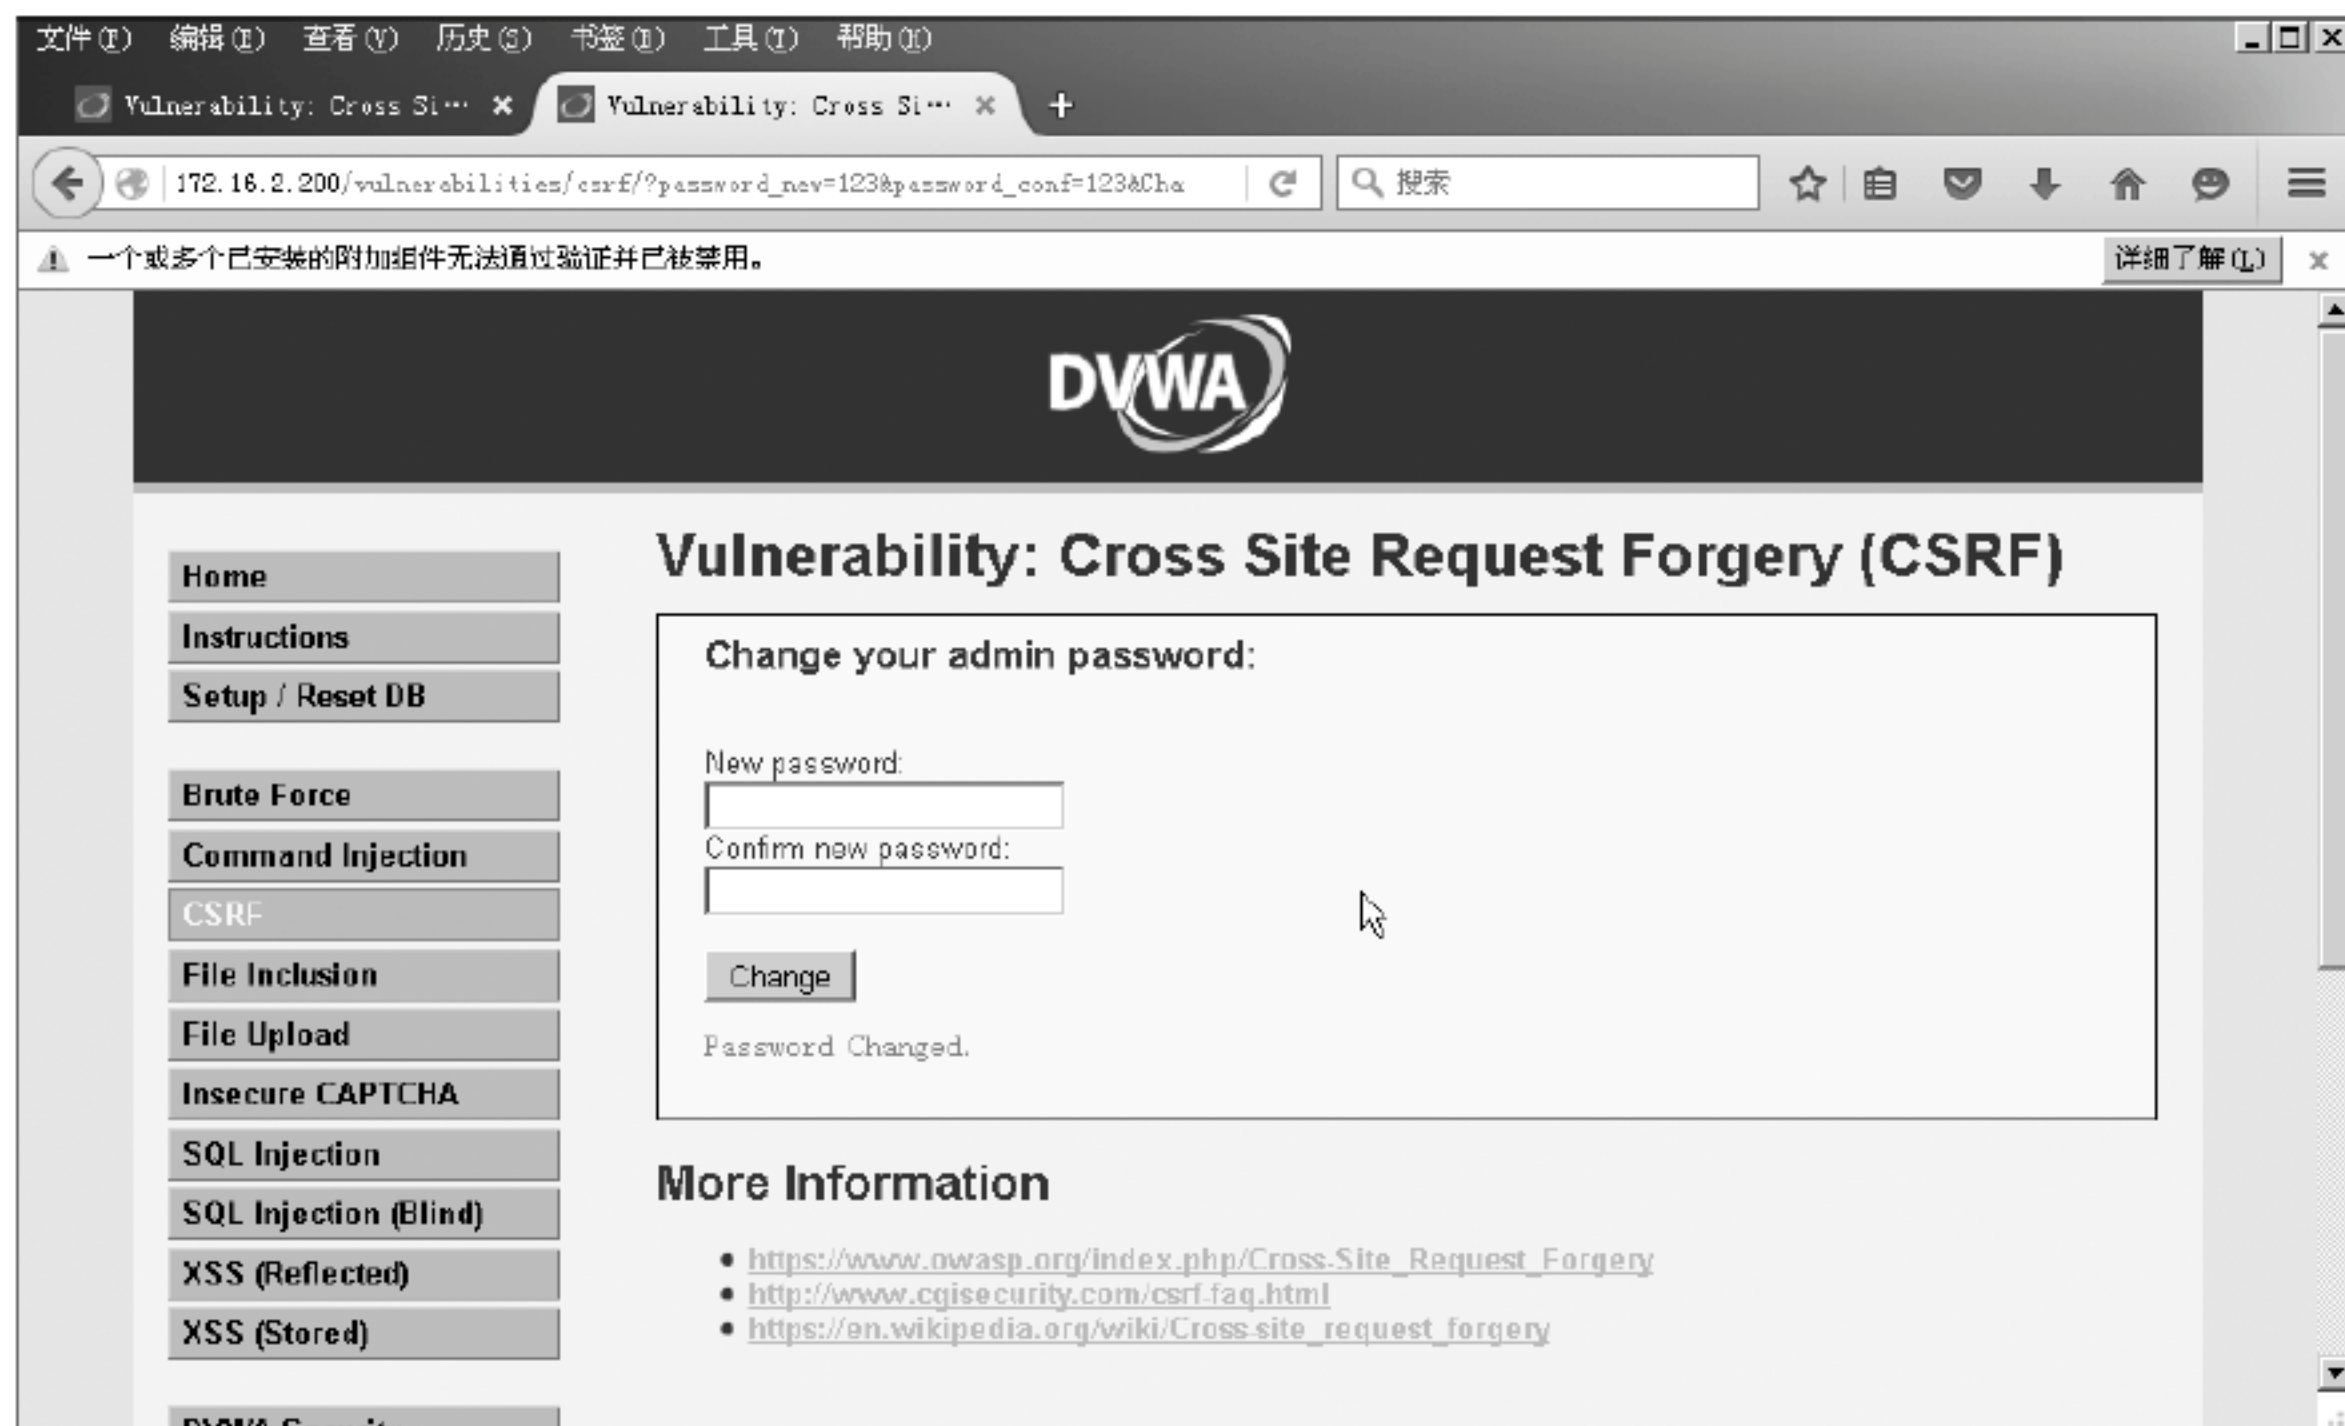 文件(F) 编辑(E) 查看(V) 历史(S) 书签(B) 工具(T) 帮助(H)
Vulnerability: Cross Si… Vulnerability: Cross Si…
172.16.2.200/vulnerabilities/csrf/?password_new=123&password_conf=123&Cha 搜索
一个或多个已安装的附加组件无法通过验证并已被禁用。 详细了解(L)
DVWA
Vulnerability: Cross Site Request Forgery (CSRF)
Home
Instructions
Setup / Reset DB
Brute Force
Command Injection
CSRF
File Inclusion
File Upload
Insecure CAPTCHA
SQL Injection
SQL Injection (Blind)
XSS (Reflected)
XSS (Stored)
DVWA Security
Change your admin password:
New password:
Confirm new password:
Change
Password Changed.
More Information
https://www.owasp.org/index.php/Cross-Site_Request_Forgery
http://www.cgisecurity.com/csrf-faq.html
https://en.wikipedia.org/wiki/Cross-site_request_forgery